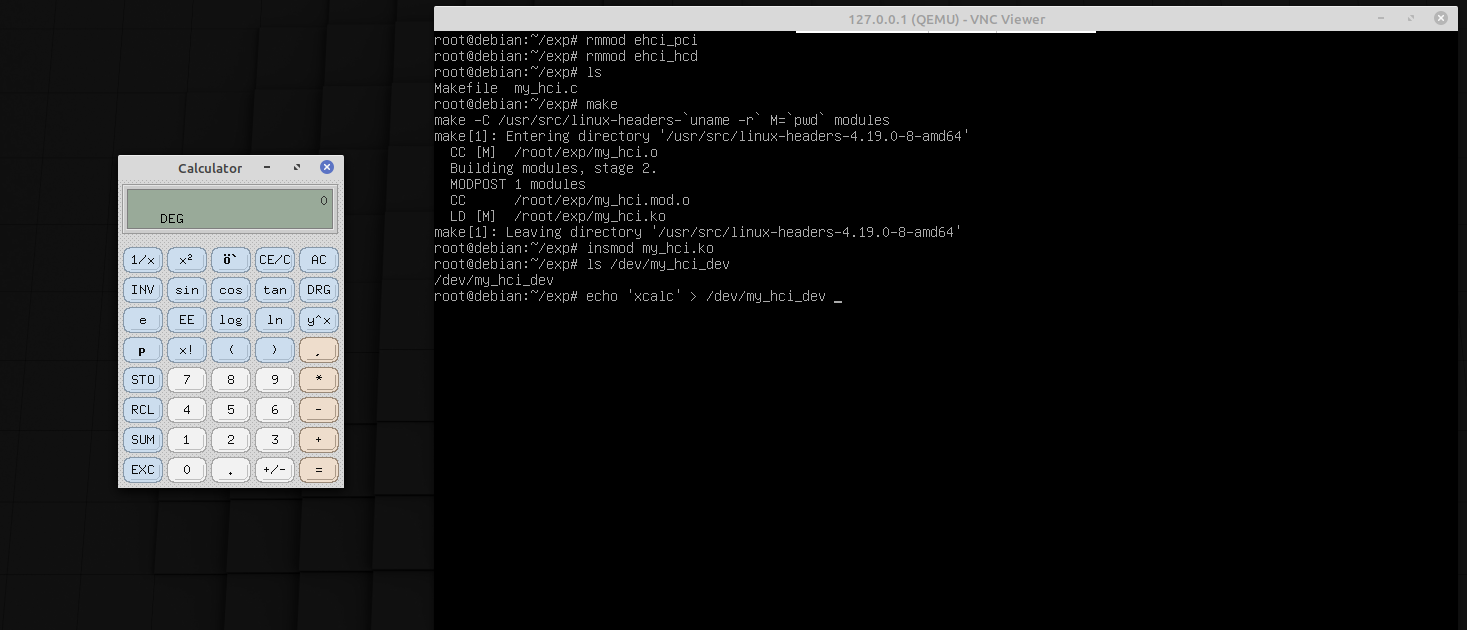 Calculator
0
DEG
1/x x² ö` CE/C AC
INV sin cos tan DRG
e EE log ln y^x
p x! ( ) ,
STO 7 8 9 *
RCL 4 5 6 -
SUM 1 2 3 +
EXC 0 . +/- =
127.0.0.1 (QEMU) - VNC Viewer
root@debian:~/exp# rmmod ehci_pci
root@debian:~/exp# rmmod ehci_hcd
root@debian:~/exp# ls
Makefile  my_hci.c
root@debian:~/exp# make
make -C /usr/src/linux-headers-`uname -r` M=`pwd` modules
make[1]: Entering directory '/usr/src/linux-headers-4.19.0-8-amd64'
  CC [M]  /root/exp/my_hci.o
  Building modules, stage 2.
  MODPOST 1 modules
  CC      /root/exp/my_hci.mod.o
  LD [M]  /root/exp/my_hci.ko
make[1]: Leaving directory '/usr/src/linux-headers-4.19.0-8-amd64'
root@debian:~/exp# insmod my_hci.ko
root@debian:~/exp# ls /dev/my_hci_dev
/dev/my_hci_dev
root@debian:~/exp# echo 'xcalc' > /dev/my_hci_dev _